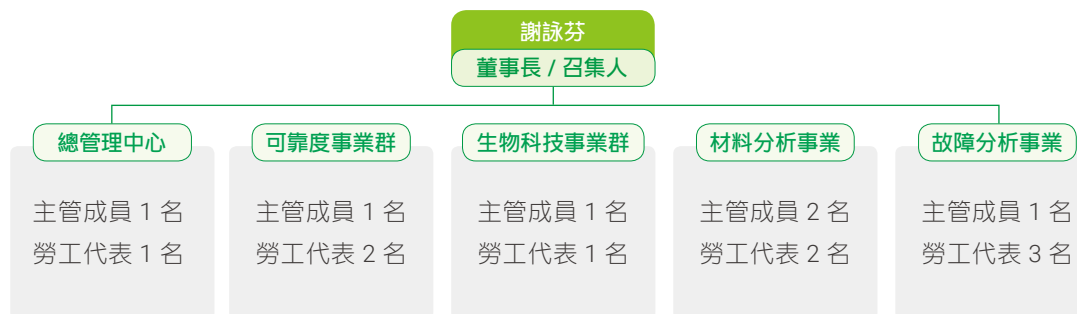 謝詠芬
董事長 / 召集人
總管理中心
主管成員 1 名
勞工代表 1 名
可靠度事業群
主管成員 1 名
勞工代表 2 名
生物科技事業群
主管成員 1 名
勞工代表 1 名
材料分析事業
主管成員 2 名
勞工代表 2 名
故障分析事業
主管成員 1 名
勞工代表 3 名